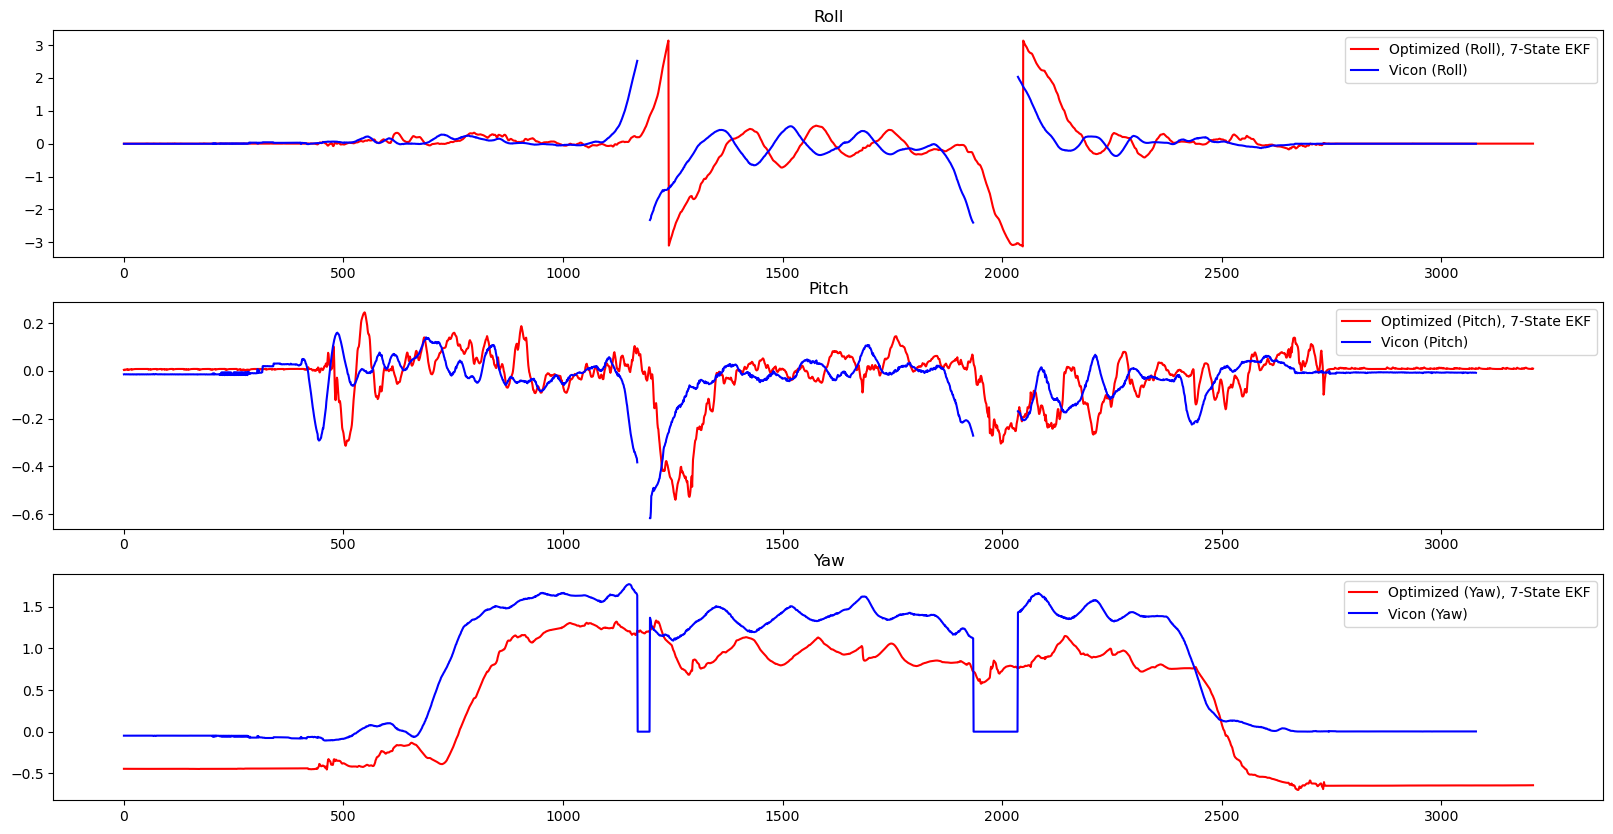 Roll
3
2
1
0
−1
−2
−3
Optimized (Roll), 7-State EKF
Vicon (Roll)
0 500 1000 1500 2000 2500 3000
Pitch
0.2
0.0
−0.2
−0.4
−0.6
Optimized (Pitch), 7-State EKF
Vicon (Pitch)
0 500 1000 1500 2000 2500 3000
Yaw
1.5
1.0
0.5
0.0
−0.5
Optimized (Yaw), 7-State EKF
Vicon (Yaw)
0 500 1000 1500 2000 2500 3000